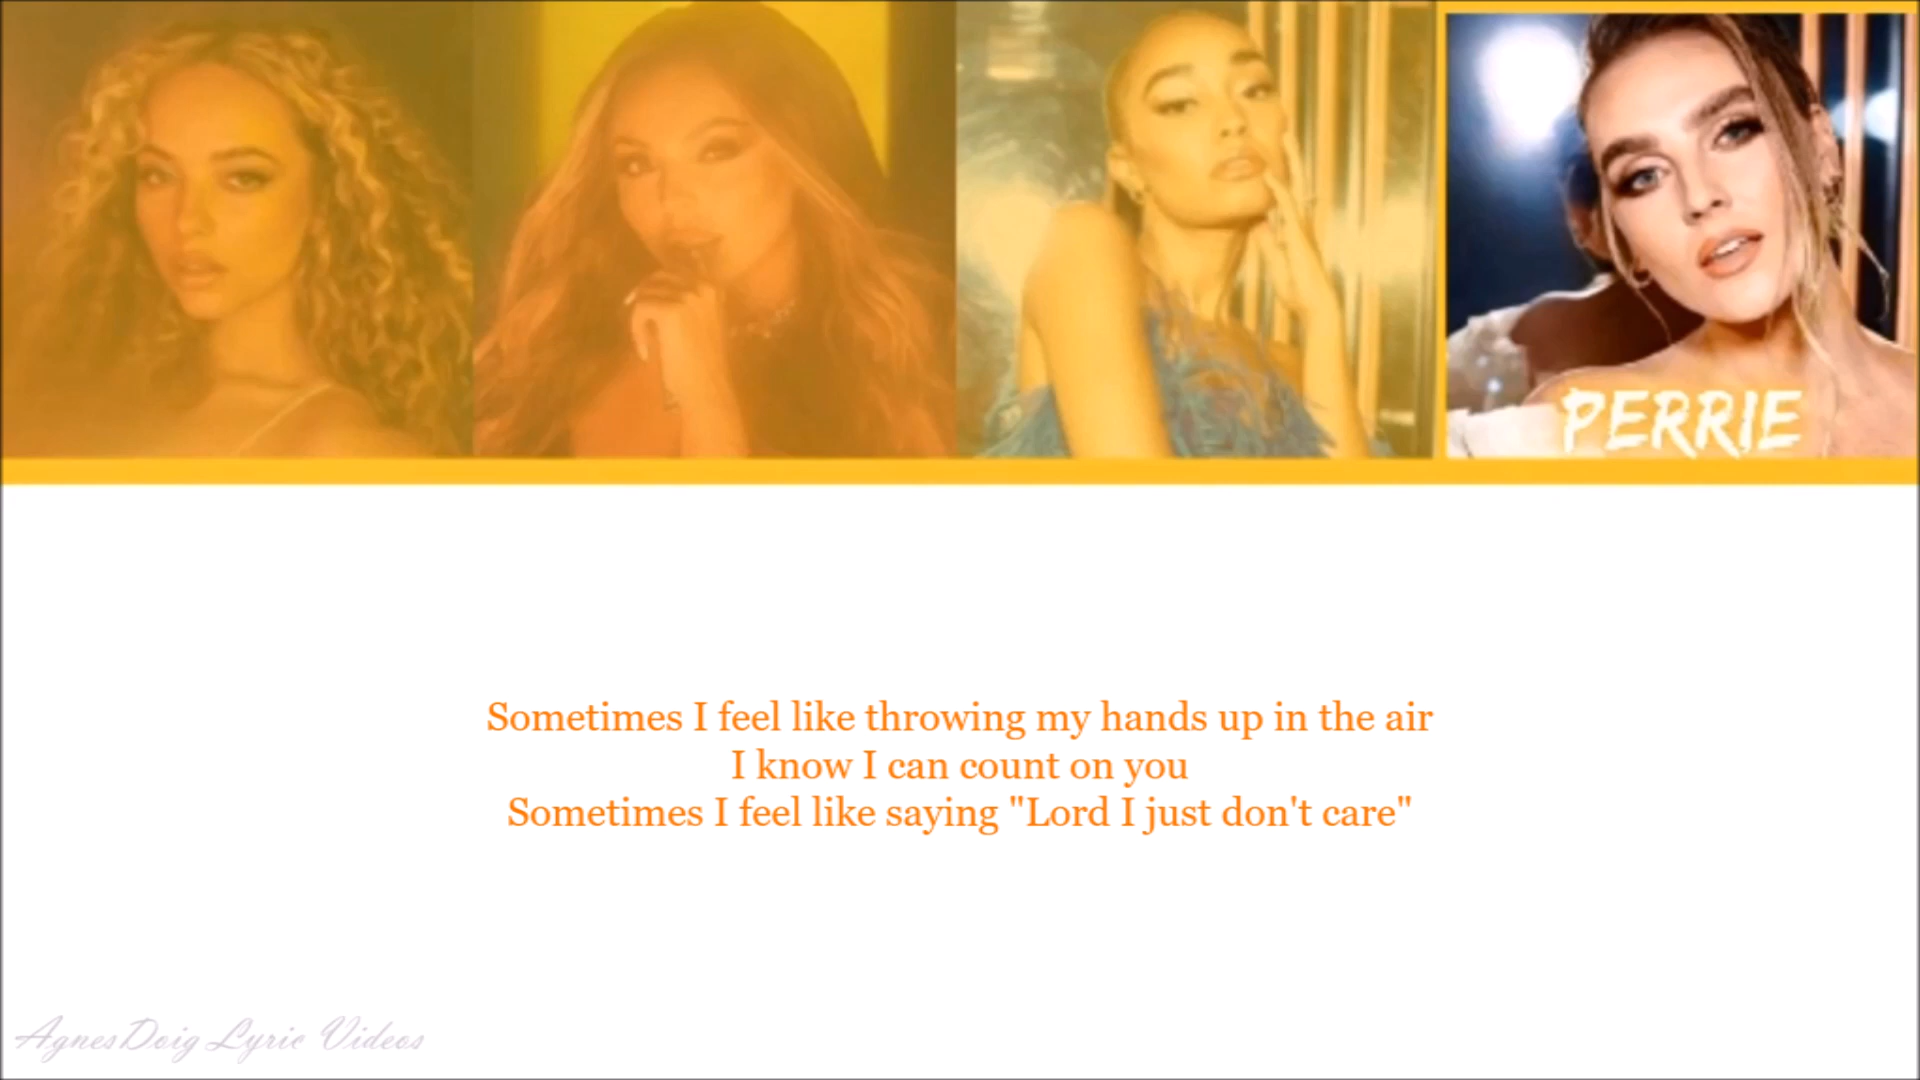 PERRIE
Sometimes I feel like throwing my hands up in the air
I know I can count on you
Sometimes I feel like saying "Lord I just don't care"
AgnesDoig Lyric Videos